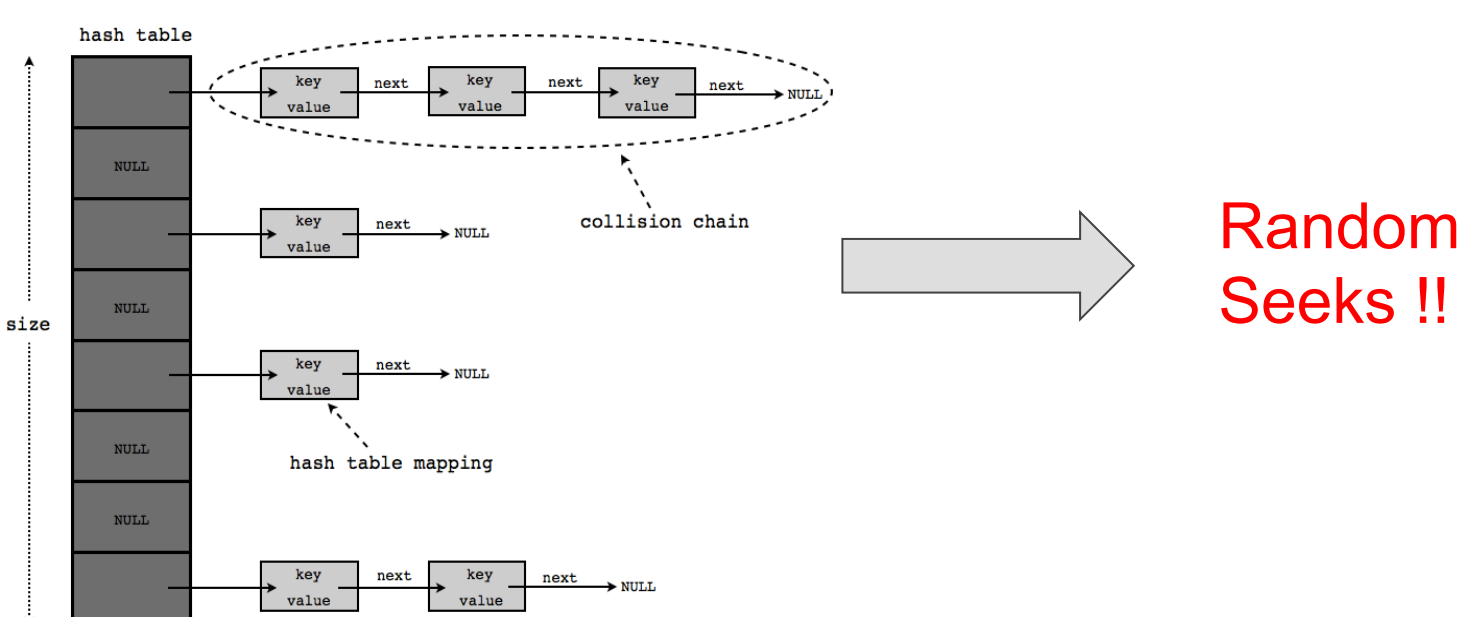 hash table
key next key next key next
value value value NULL
NULL
collision chain
key next
value NULL
Random
Seeks !!
NULL
size
key next
value NULL
NULL
hash table mapping
NULL
key next key next
value value NULL